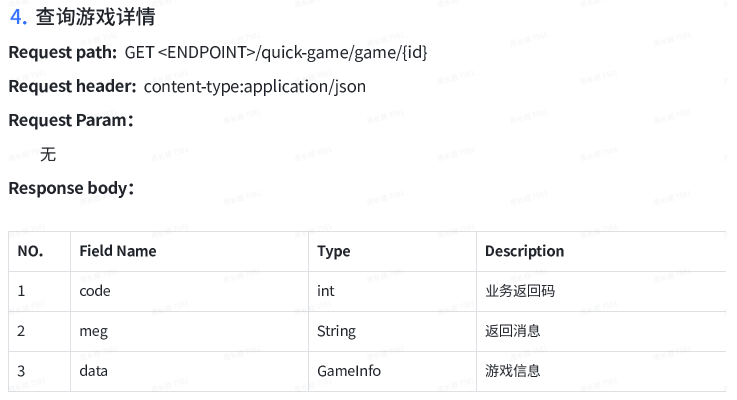 4. 查询游戏详情
Request path: GET <ENDPOINT>/quick-game/game/{id}
Request header: content-type:application/json
Request Param：
无
Response body：
NO. Field Name Type Description
1 code int 业务返回码
2 meg String 返回消息
3 data GameInfo 游戏信息